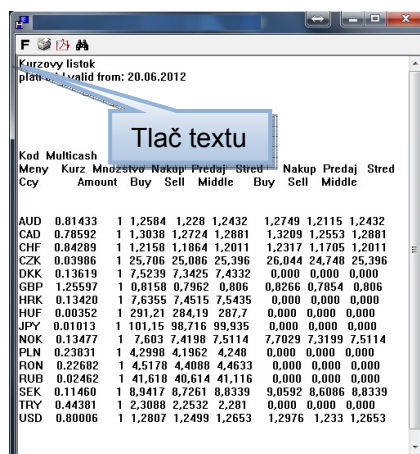 F
Kurzovy listok
valid from: 20.06.2012
Tlač textu
Kod Multicash
Meny Kurz Mnozstvo Nakup Predaj Stred Nakup Predaj Stred
Ccy Amount Buy Sell Middle Buy Sell Middle
AUD 0.81433 1 1,2584 1,228 1,2432 1,2749 1,2115 1,2432
CAD 0.78592 1 1,3038 1,2724 1,2881 1,3209 1,2553 1,2881
CHF 0.84289 1 1,2158 1,1864 1,2011 1,2317 1,1705 1,2011
CZK 0.03986 1 25,706 25,086 25,396 26,044 24,748 25,396
DKK 0.13619 1 7,5239 7,3425 7,4332 0,000 0,000 0,000
GBP 1.25597 1 0,8158 0,7962 0,806 0,8266 0,7854 0,806
HRK 0.13420 1 7,6355 7,4515 7,5435 0,000 0,000 0,000
HUF 0.00352 1 291,21 284,19 287,7 0,000 0,000 0,000
JPY 0.01013 1 101,15 98,716 99,935 0,000 0,000 0,000
NOK 0.13477 1 7,603 7,4198 7,5114 7,7029 7,3199 7,5114
PLN 0.23831 1 4,2998 4,1962 4,248 0,000 0,000 0,000
RON 0.22682 1 4,5178 4,4088 4,4633 0,000 0,000 0,000
RUB 0.02462 1 41,618 40,614 41,116 0,000 0,000 0,000
SEK 0.11460 1 8,9417 8,7261 8,8339 9,0592 8,6086 8,8339
TRY 0.44381 1 2,3088 2,2532 2,281 0,000 0,000 0,000
USD 0.80006 1 1,2807 1,2499 1,2653 1,2976 1,233 1,2653